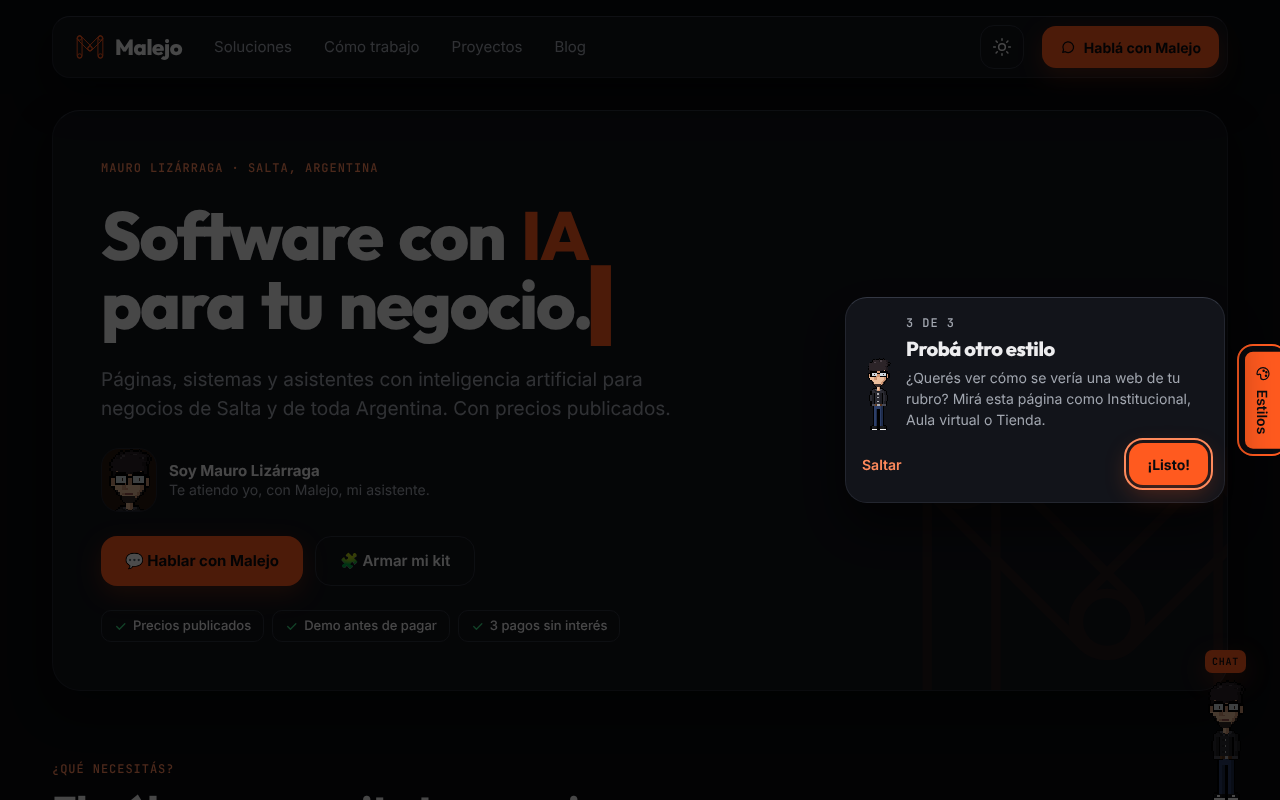 Malejo
Soluciones
Cómo trabajo
Proyectos
Blog
Hablá con Malejo
MAURO LIZÁRRAGA · SALTA, ARGENTINA
Software con IA
para tu negocio.
Páginas, sistemas y asistentes con inteligencia artificial para
negocios de Salta y de toda Argentina. Con precios publicados.
Soy Mauro Lizárraga
Te atiendo yo, con Malejo, mi asistente.
Hablar con Malejo
Armar mi kit
Precios publicados
Demo antes de pagar
3 pagos sin interés
3 DE 3
Probá otro estilo
¿Querés ver cómo se vería una web de tu
rubro? Mirá esta página como Institucional,
Aula virtual o Tienda.
Saltar
¡Listo!
Estilos
CHAT
¿QUÉ NECESITÁS?